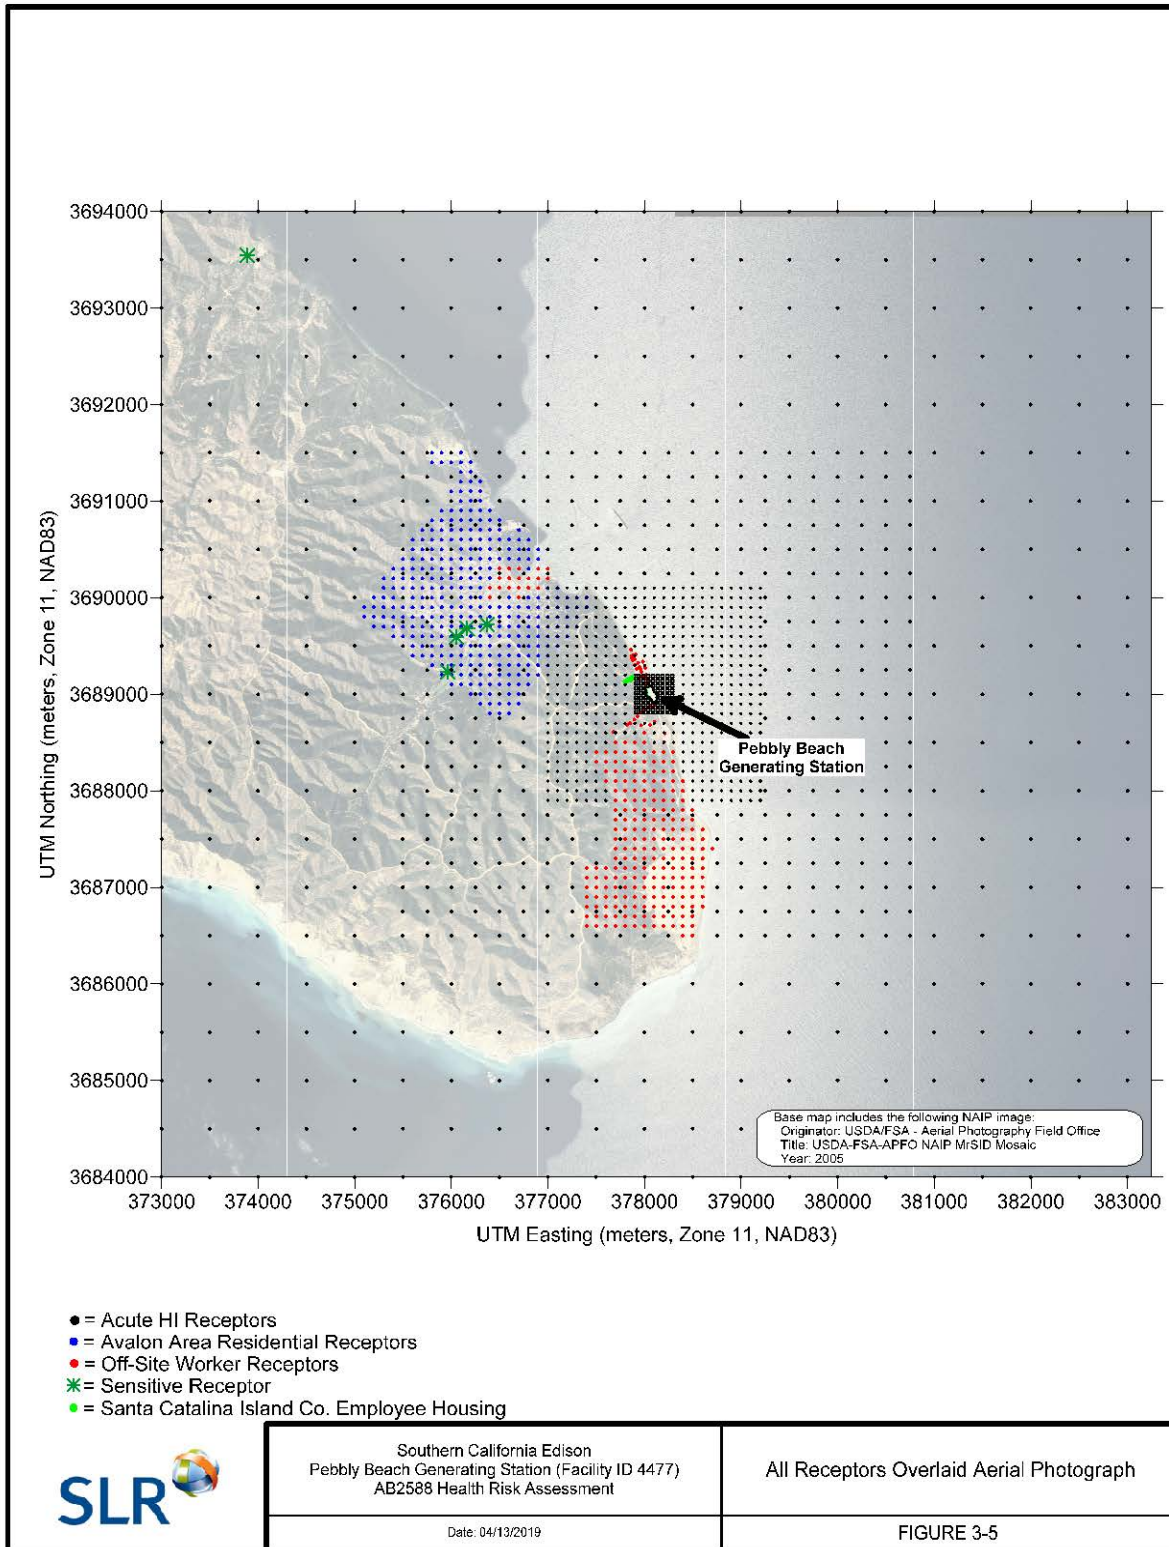 3694000
3693000
3692000
3691000
3690000
3689000
3688000
3687000
3686000
3685000
3684000
UTM Northing (meters, Zone 11, NAD83)
Pebbly Beach
Generating Station
Base map includes the following NAIP image:
Originator: USDA/FSA - Aerial Photography Field Office
Title: USDA-FSA-APFO NAIP MrSID Mosaic
Year: 2005
373000 374000 375000 376000 377000 378000 379000 380000 381000 382000 383000
UTM Easting (meters, Zone 11, NAD83)
= Acute HI Receptors
= Avalon Area Residential Receptors
= Off-Site Worker Receptors
= Sensitive Receptor
= Santa Catalina Island Co. Employee Housing
SLR
Southern California Edison
Pebbly Beach Generating Station (Facility ID 4477)
AB2588 Health Risk Assessment
Date: 04/13/2019
All Receptors Overlaid Aerial Photograph
FIGURE 3-5